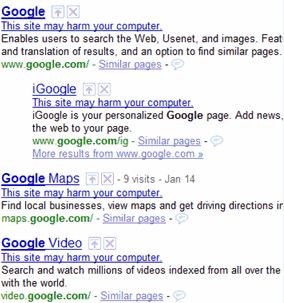 Google
This site may harm your computer.
Enables users to search the Web, Usenet, and images. Feat
and translation of results, and an option to find similar pages.
www.google.com/ - Similar pages -
iGoogle
This site may harm your computer.
iGoogle is your personalized Google page. Add news,
the web to your page.
www.google.com/ig - Similar pages -
More results from www.google.com »
Google Maps - 9 visits - Jan 14
This site may harm your computer.
Find local businesses, view maps and get driving directions in
maps.google.com/ - Similar pages -
Google Video
This site may harm your computer.
Search and watch millions of videos indexed from all over the
with the world.
video.google.com/ - Similar pages -